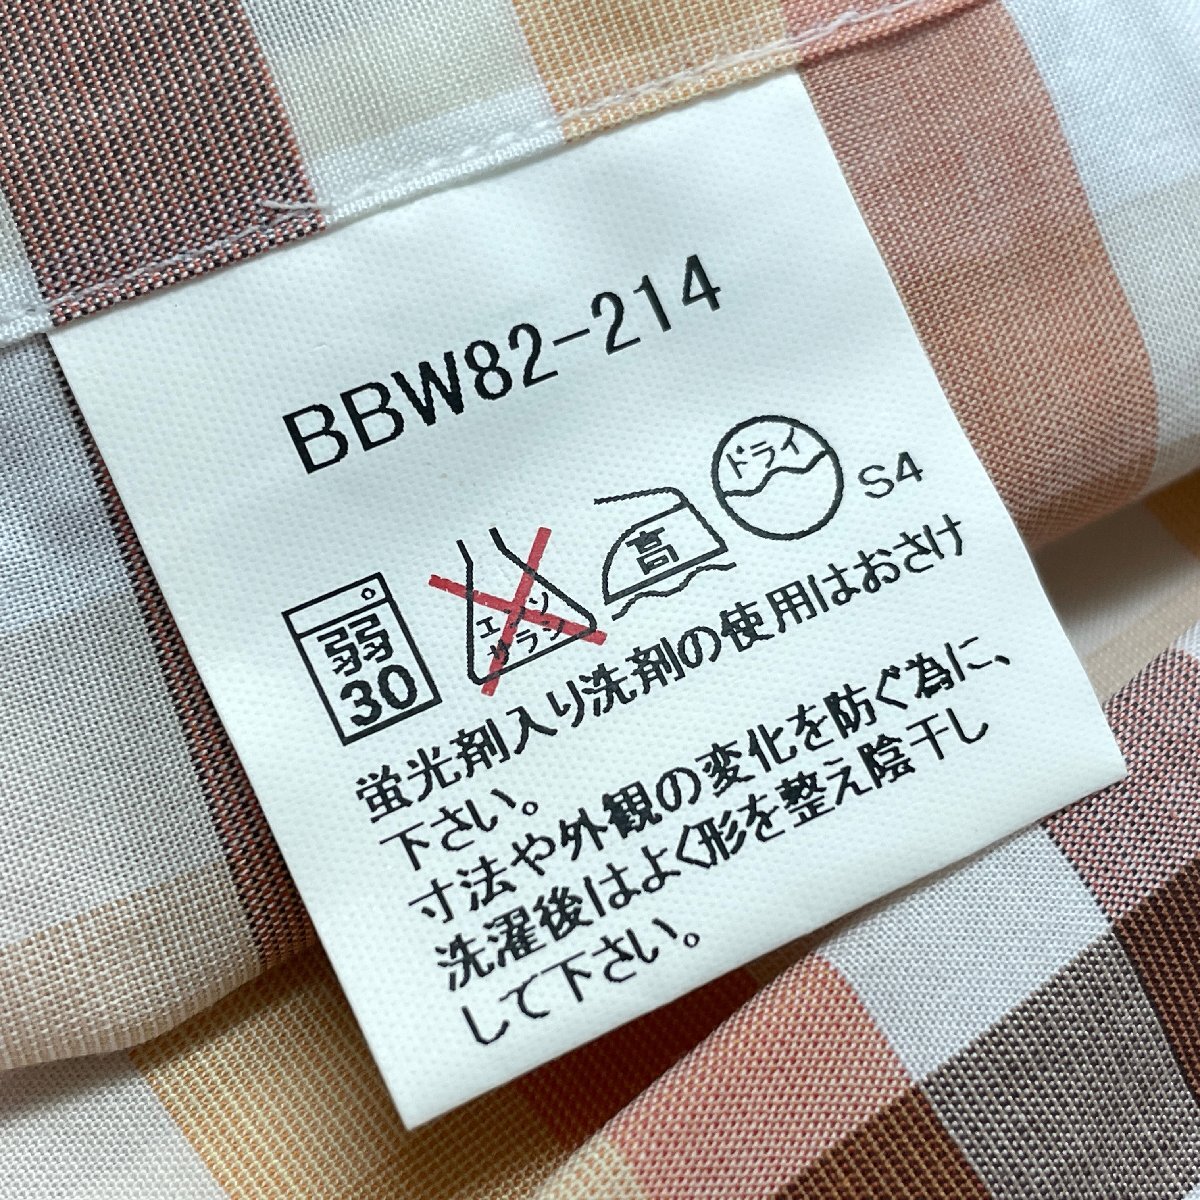 BBW82-214
弱
30
エンソ
サラシ
高
ドライ
S4
蛍光剤入り洗剤の使用はおさけ
下さい。
寸法や外観の変化を防ぐ為に、
洗濯後はよく形を整え陰干し
して下さい。